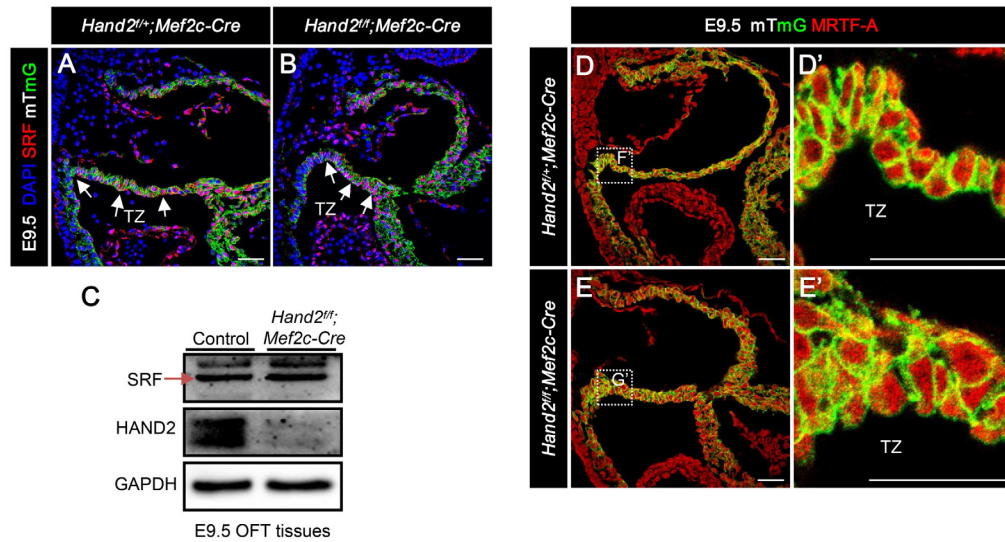 Hand2f/+;Mef2c-Cre
Hand2f/f;Mef2c-Cre
E9.5 DAPI SRF mTmG
A
B
TZ
TZ
C
Control
Hand2f/f;
Mef2c-Cre
SRF
HAND2
GAPDH
E9.5 OFT tissues
E9.5 mTmG MRTF-A
Hand2f/+;Mef2c-Cre
D
F'
D'
TZ
Hand2f/f;Mef2c-Cre
E
G'
E'
TZ